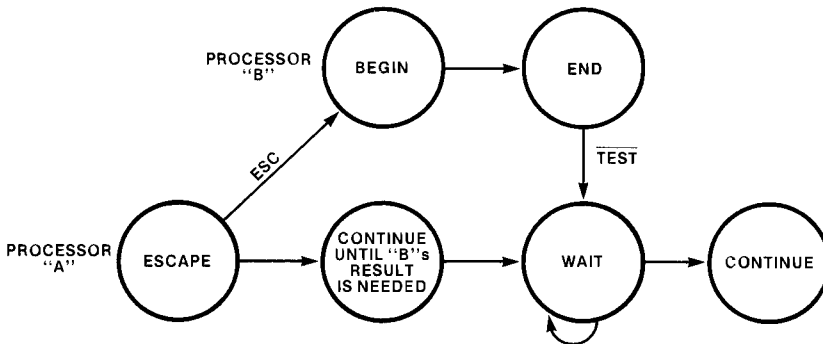 PROCESSOR
"B"
BEGIN
END
ESC
TEST
PROCESSOR
"A"
ESCAPE
CONTINUE
UNTIL "B"s
RESULT
IS NEEDED
WAIT
CONTINUE